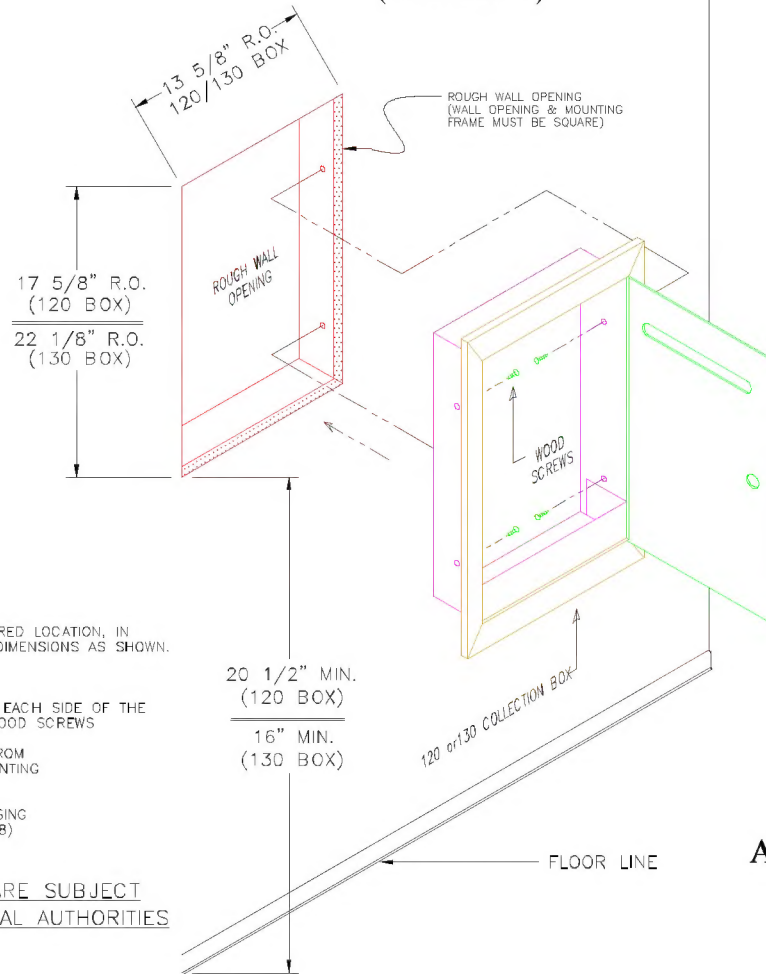 13 5/8" R.O.
120/130 BOX
ROUGH WALL OPENING
(WALL OPENING & MOUNTING
FRAME MUST BE SQUARE)
17 5/8" R.O.
(120 BOX)
22 1/8" R.O.
(130 BOX)
ROUGH WALL
OPENING
WOOD
SCREWS
RED LOCATION, IN
DIMENSIONS AS SHOWN.
EACH SIDE OF THE
OOD SCREWS
ROM
NTING
SING
8)
ARE SUBJECT
AL AUTHORITIES
20 1/2" MIN.
(120 BOX)
16" MIN.
(130 BOX)
120 or130 COLLECTION BOX
FLOOR LINE
A